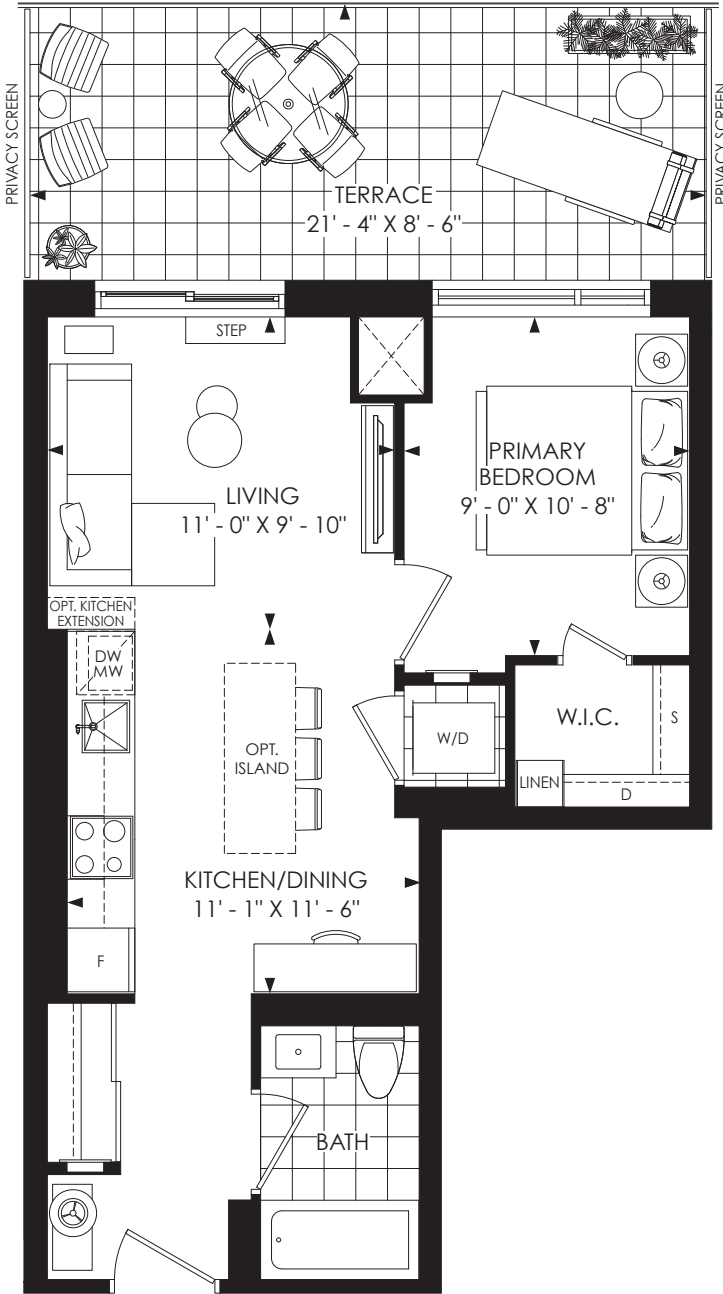 PRIVACY SCREEN
PRIVACY SCREEN
TERRACE
21' - 4" X 8' - 6"
STEP
LIVING
11' - 0" X 9' - 10"
PRIMARY
BEDROOM
9' - 0" X 10' - 8"
OPT. KITCHEN
EXTENSION
DW
MW
OPT.
ISLAND
W/D
W.I.C.
S
LINEN
D
KITCHEN/DINING
11' - 1" X 11' - 6"
F
BATH